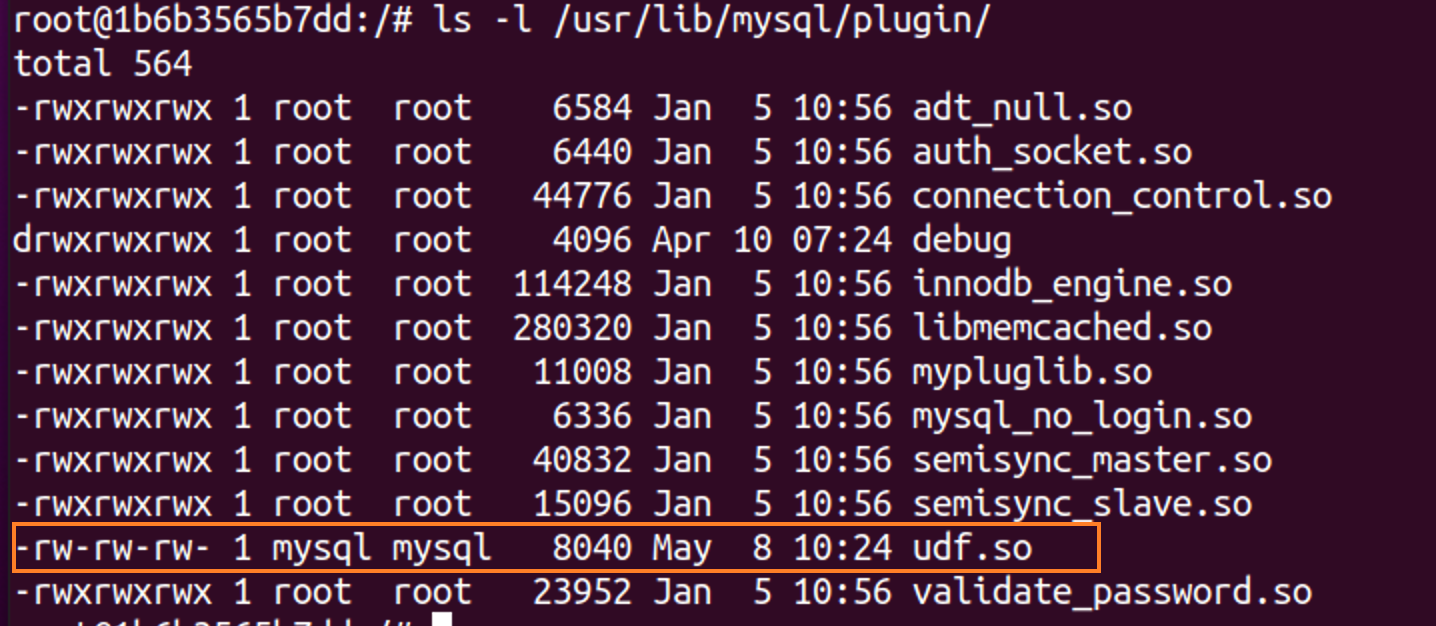 root@1b6b3565b7dd:/# ls -l /usr/lib/mysql/plugin/
total 564
-rwxrwxrwx 1 root  root    6584 Jan  5 10:56 adt_null.so
-rwxrwxrwx 1 root  root    6440 Jan  5 10:56 auth_socket.so
-rwxrwxrwx 1 root  root   44776 Jan  5 10:56 connection_control.so
drwxrwxrwx 1 root  root    4096 Apr 10 07:24 debug
-rwxrwxrwx 1 root  root  114248 Jan  5 10:56 innodb_engine.so
-rwxrwxrwx 1 root  root  280320 Jan  5 10:56 libmemcached.so
-rwxrwxrwx 1 root  root   11008 Jan  5 10:56 mypluglib.so
-rwxrwxrwx 1 root  root    6336 Jan  5 10:56 mysql_no_login.so
-rwxrwxrwx 1 root  root   40832 Jan  5 10:56 semisync_master.so
-rwxrwxrwx 1 root  root   15096 Jan  5 10:56 semisync_slave.so
-rw-rw-rw- 1 mysql mysql   8040 May  8 10:24 udf.so
-rwxrwxrwx 1 root  root   23952 Jan  5 10:56 validate_password.so